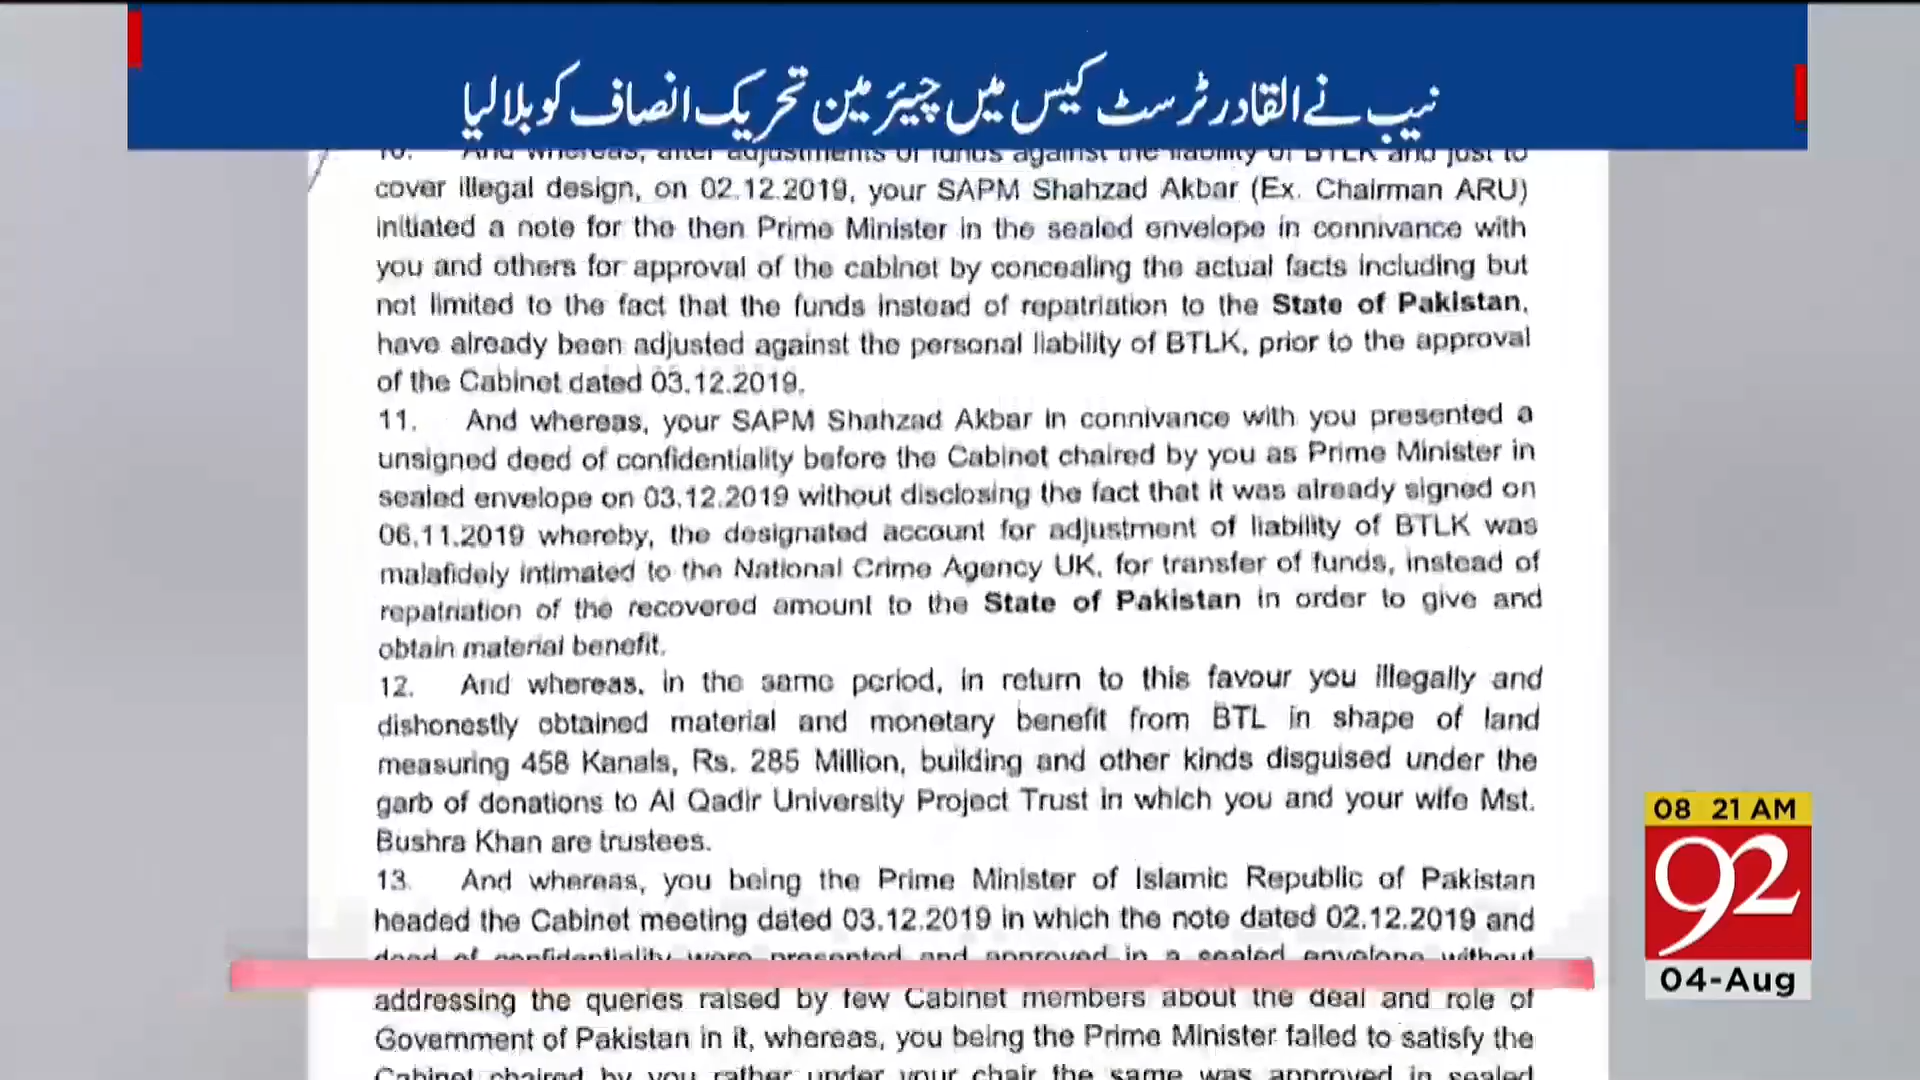 نیب نے القادر ٹرسٹ کیس میں چیئرمین تحریک انصاف کو بلا لیا
10. And whereas, after adjustments of funds against the liability of BTLK and just to
cover illegal design, on 02.12.2019, your SAPM Shahzad Akbar (Ex. Chairman ARU)
initiated a note for the then Prime Minister in the sealed envelope in connivance with
you and others for approval of the cabinet by concealing the actual facts including but
not limited to the fact that the funds instead of repatriation to the State of Pakistan,
have already been adjusted against the personal liability of BTLK, prior to the approval
of the Cabinet dated 03.12.2019.
11. And whereas, your SAPM Shahzad Akbar in connivance with you presented a
unsigned deed of confidentiality before the Cabinet chaired by you as Prime Minister in
sealed envelope on 03.12.2019 without disclosing the fact that it was already signed on
06.11.2019 whereby, the designated account for adjustment of liability of BTLK was
malafidely intimated to the National Crime Agency UK, for transfer of funds, instead of
repatriation of the recovered amount to the State of Pakistan in order to give and
obtain material benefit.
12. And whereas, in the same period, in return to this favour you illegally and
dishonestly obtained material and monetary benefit from BTL in shape of land
measuring 458 Kanals, Rs. 285 Million, building and other kinds disguised under the
garb of donations to Al Qadir University Project Trust in which you and your wife Mst.
Bushra Khan are trustees.
13. And whereas, you being the Prime Minister of Islamic Republic of Pakistan
headed the Cabinet meeting dated 03.12.2019 in which the note dated 02.12.2019 and
deed of confidentiality were presented and approved in a sealed envelope without
addressing the queries raised by few Cabinet members about the deal and role of
Government of Pakistan in it, whereas, you being the Prime Minister failed to satisfy the
Cabinet chaired by you rather under your chair the same was approved in sealed
08 21 AM
92
04-Aug